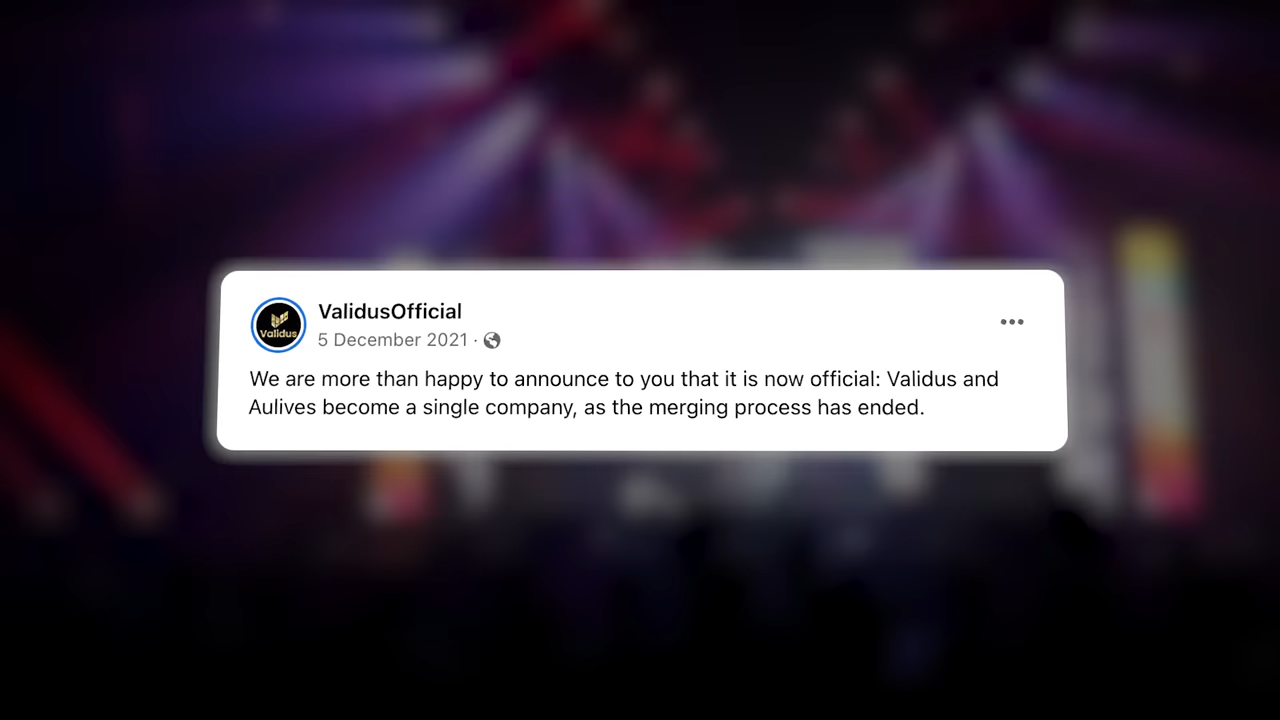 ValidusOfficial
Validus
5 December 2021 ·
We are more than happy to announce to you that it is now official: Validus and
Aulives become a single company, as the merging process has ended.